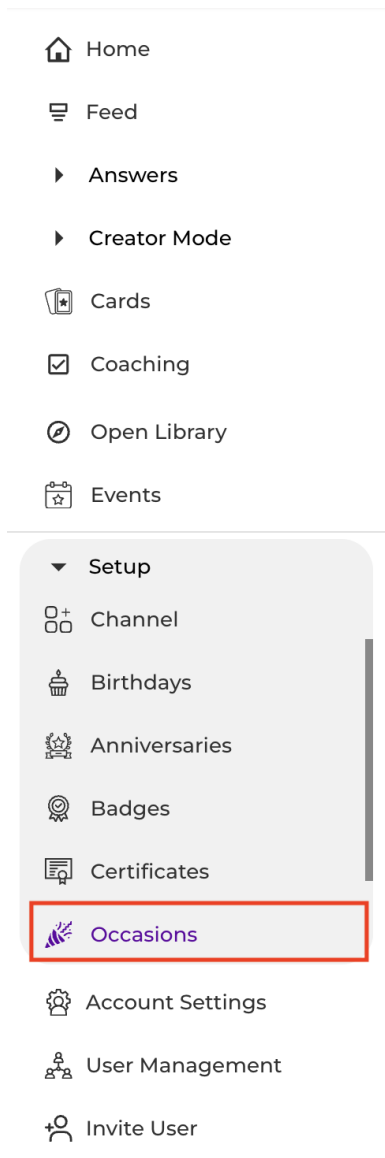 Home
Feed
Answers
Creator Mode
Cards
Coaching
Open Library
Events
Setup
Channel
Birthdays
Anniversaries
Badges
Certificates
Occasions
Account Settings
User Management
Invite User